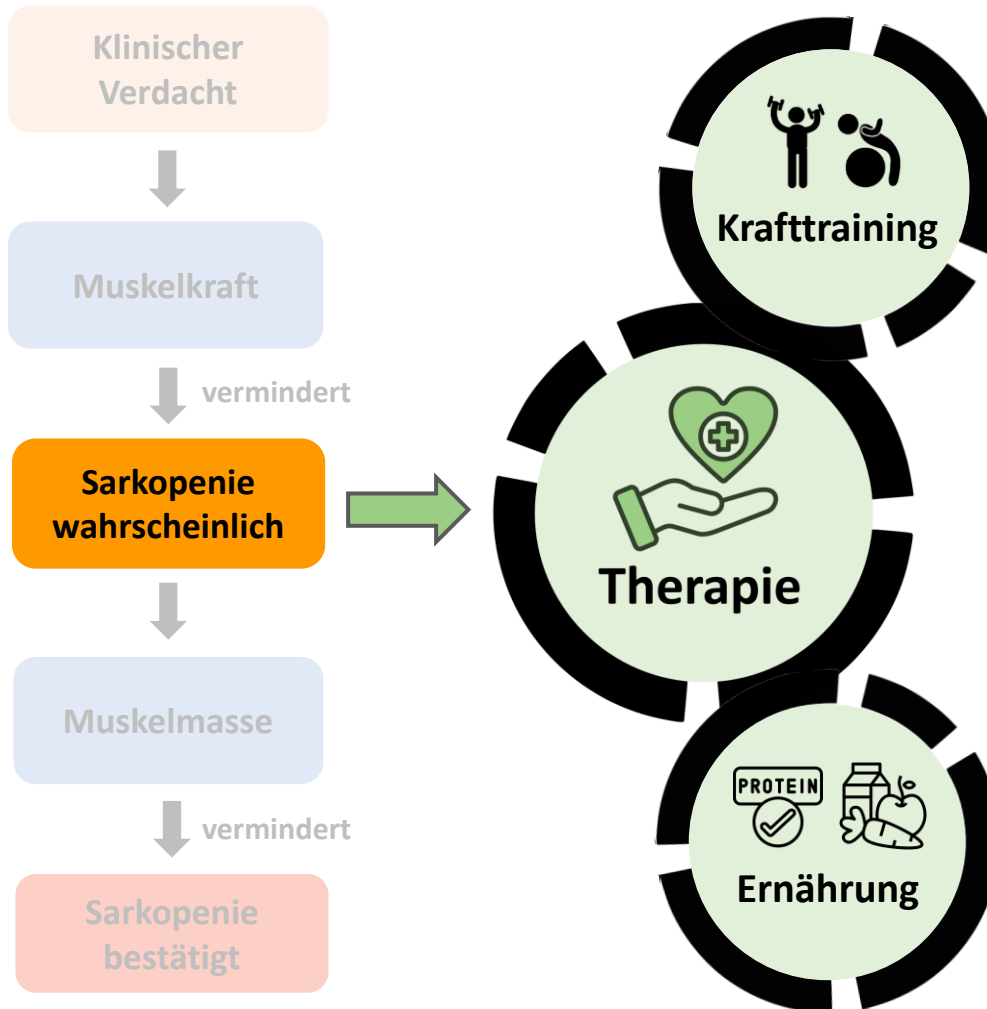 Klinischer
Verdacht
Muskelkraft
vermindert
Sarkopenie
wahrscheinlich
Muskelmasse
vermindert
Sarkopenie
bestätigt
Krafttraining
Therapie
PROTEIN
Ernährung